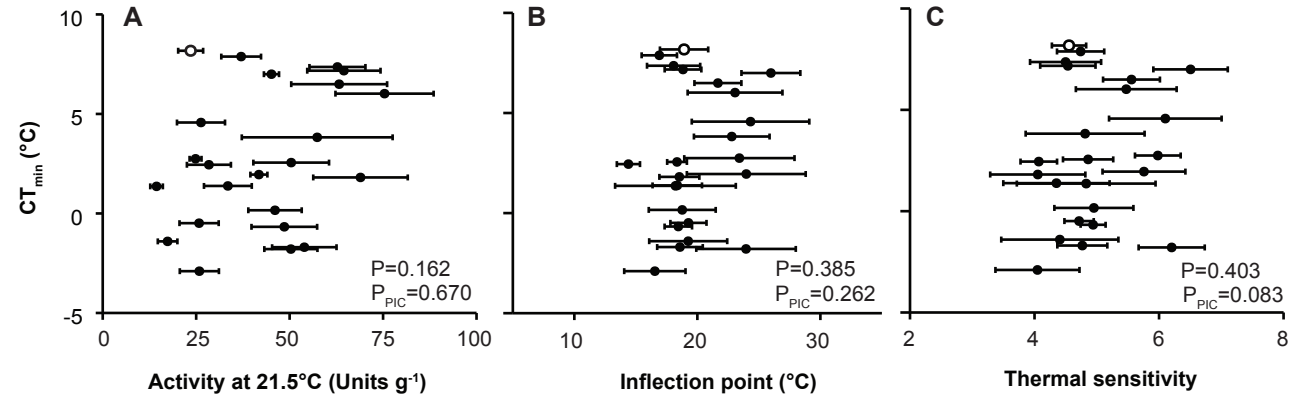 A
B
C
10
5
0
-5
CTmin (°C)
P=0.162
PPIC=0.670
P=0.385
PPIC=0.262
P=0.403
PPIC=0.083
0 25 50 75 100
10 20 30
2 4 6 8
Activity at 21.5°C (Units g-1)
Inflection point (°C)
Thermal sensitivity